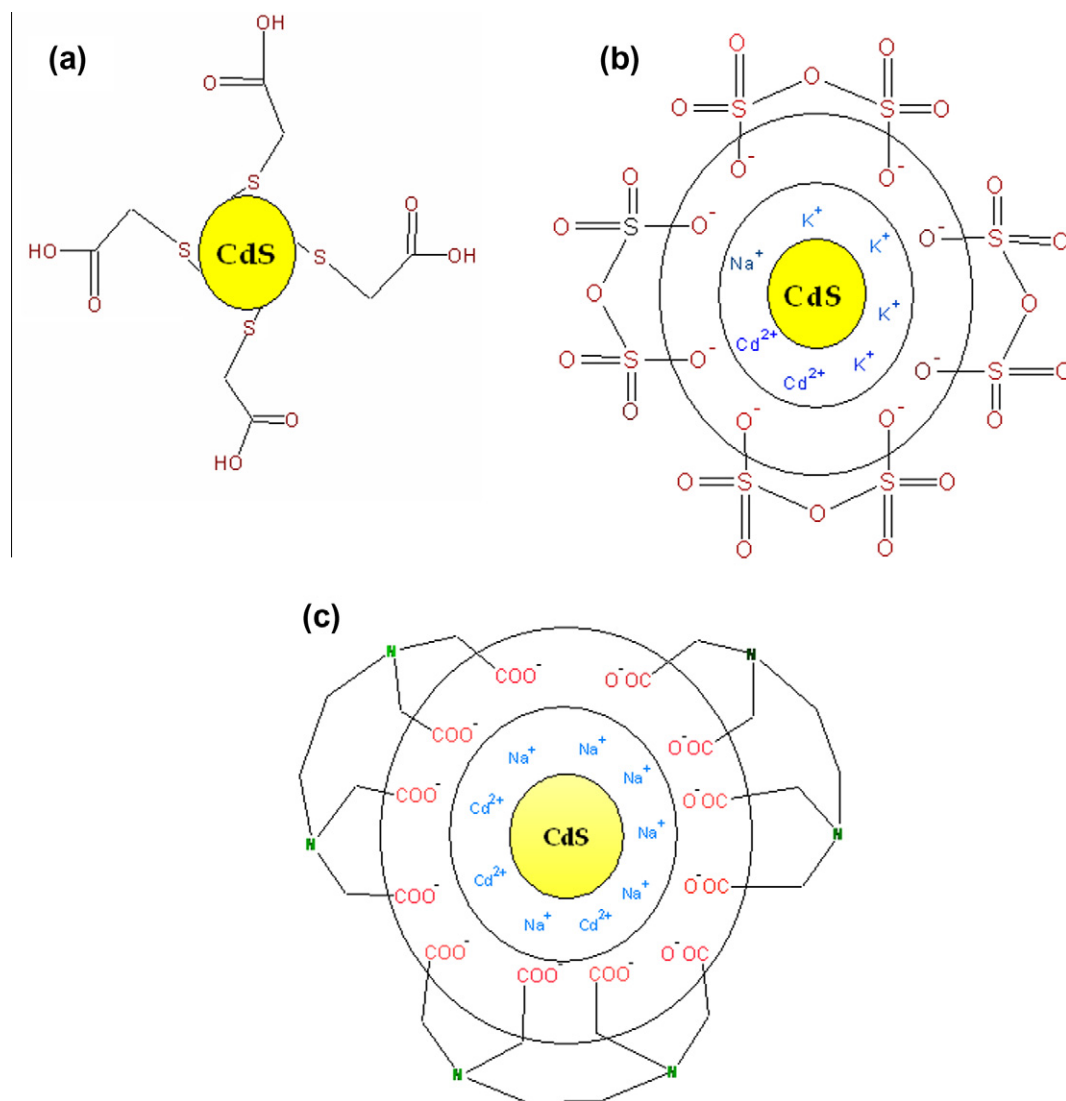 (a)
OH
O
S
HO
O
S
CdS
S
O
OH
S
O
HO
(b)
O O O
O S S O
O⁻ O⁻
O O
O S O⁻ O⁻ S O
K⁺
K⁺
Na⁺
O CdS O
K⁺
Cd²⁺
O S O⁻ O⁻ S O
Cd²⁺ K⁺
O O
O⁻ O⁻
O S S O
O O O
(c)
N N
COO⁻ O⁻OC
COO⁻ O⁻OC
Na⁺ Na⁺
Na⁺
COO⁻ Cd²⁺ O⁻OC
N CdS Na⁺ N
Cd²⁺
COO⁻ Na⁺ O⁻OC
Na⁺ Cd²⁺
COO⁻ O⁻OC
COO⁻ COO⁻
N N